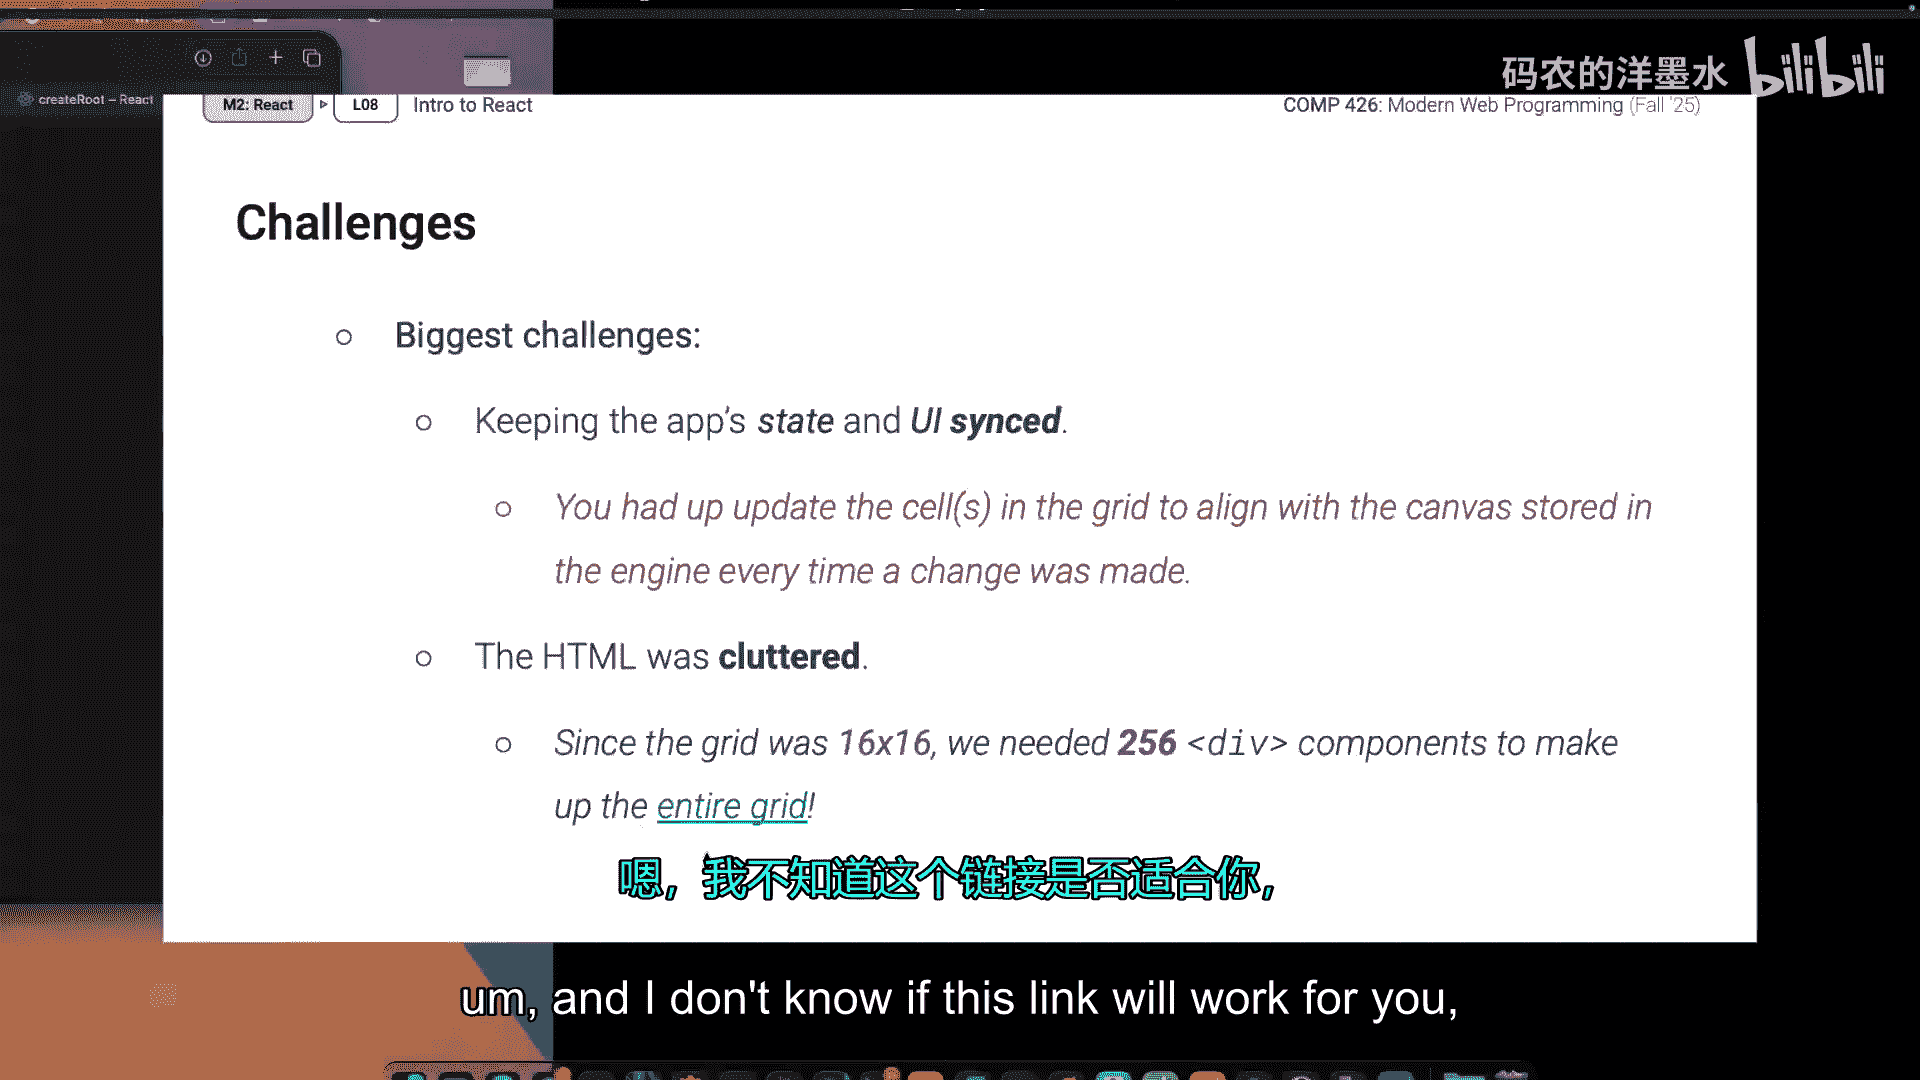 码农的洋墨水 bilibili
createRoot – React
M2: React L08 Intro to React
COMP 426: Modern Web Programming (Fall '25)
Challenges
Biggest challenges:
Keeping the app's state and UI synced.
You had up update the cell(s) in the grid to align with the canvas stored in
the engine every time a change was made.
The HTML was cluttered.
Since the grid was 16x16, we needed 256 <div> components to make
up the entire grid!
嗯，我不知道这个链接是否适合你，
um, and I don't know if this link will work for you,